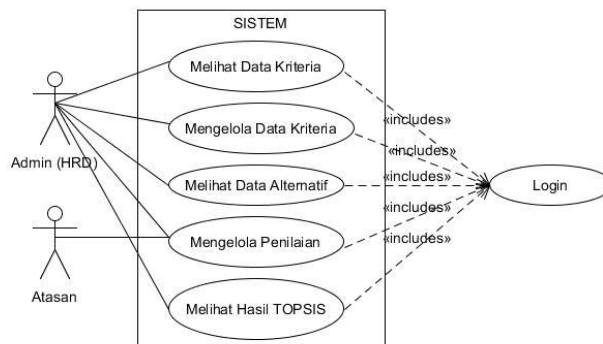 SISTEM
Melihat Data Kriteria
«includes»
Mengelola Data Kriteria
«includes»
Admin (HRD)
Melihat Data Alternatif
«includes»
Login
«includes»
Mengelola Penilaian
«includes»
Atasan
Melihat Hasil TOPSIS